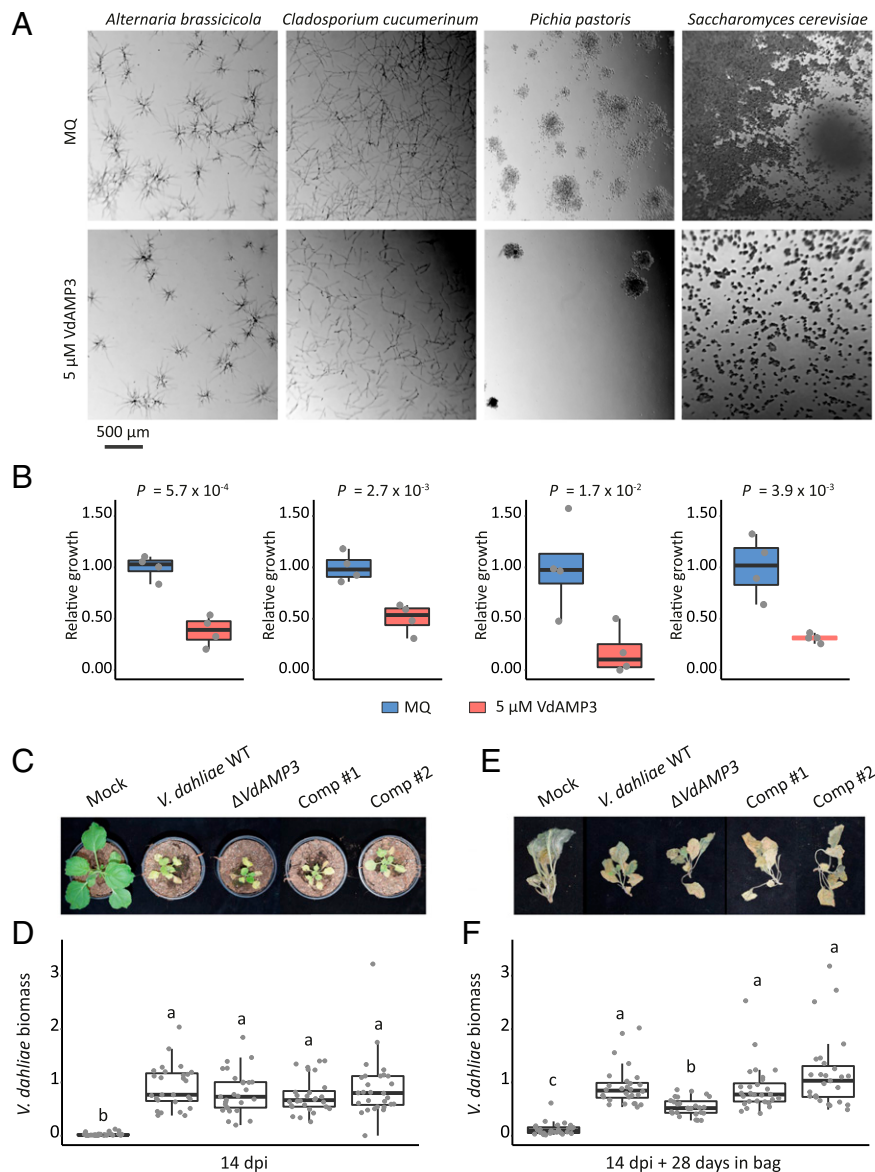 A
Alternaria brassicicola Cladosporium cucumerinum Pichia pastoris Saccharomyces cerevisiae
MQ
5 µM VdAMP3
500 µm
B
P = 5.7 x 10-4 P = 2.7 x 10-3 P = 1.7 x 10-2 P = 3.9 x 10-3
Relative growth Relative growth Relative growth Relative growth
1.50 1.50 1.50 1.50
1.00 1.00 1.00 1.00
0.50 0.50 0.50 0.50
0.00 0.00 0.00 0.00
MQ 5 µM VdAMP3
C
Mock V. dahliae WT ΔVdAMP3 Comp #1 Comp #2
D
V. dahliae biomass
3
2
1
0
b a a a a
14 dpi
E
Mock V. dahliae WT ΔVdAMP3 Comp #1 Comp #2
F
V. dahliae biomass
3
2
1
0
c a b a a
14 dpi + 28 days in bag